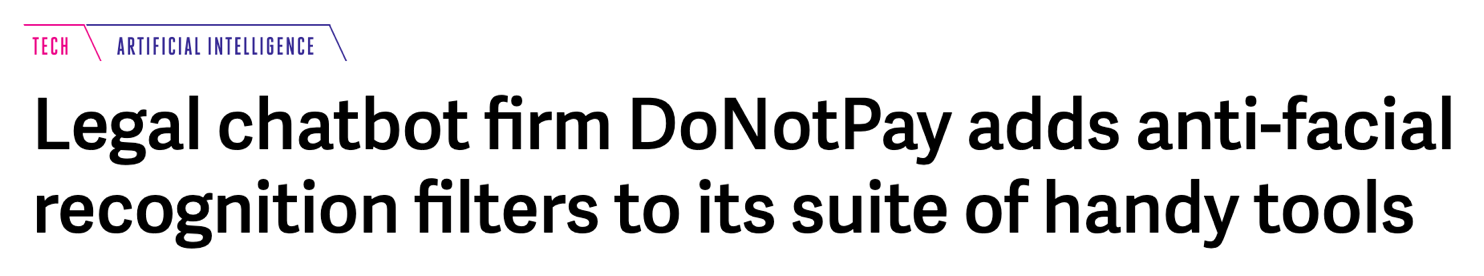 TECH ARTIFICIAL INTELLIGENCE
Legal chatbot firm DoNotPay adds anti-facial
recognition filters to its suite of handy tools